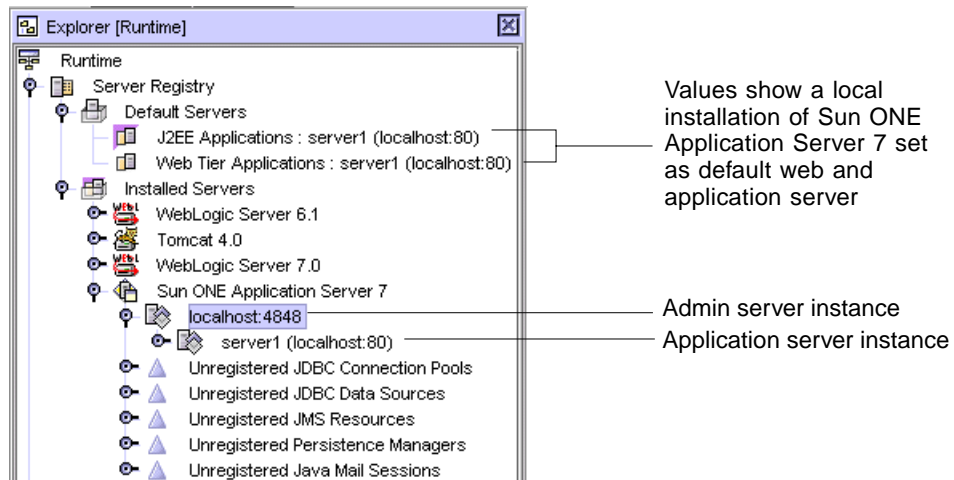 Explorer [Runtime]
Runtime
Server Registry
Default Servers
J2EE Applications : server1 (localhost:80)
Web Tier Applications : server1 (localhost:80)
Installed Servers
WebLogic Server 6.1
Tomcat 4.0
WebLogic Server 7.0
Sun ONE Application Server 7
localhost:4848
server1 (localhost:80)
Unregistered JDBC Connection Pools
Unregistered JDBC Data Sources
Unregistered JMS Resources
Unregistered Persistence Managers
Unregistered Java Mail Sessions
Values show a local
installation of Sun ONE
Application Server 7 set
as default web and
application server
Admin server instance
Application server instance